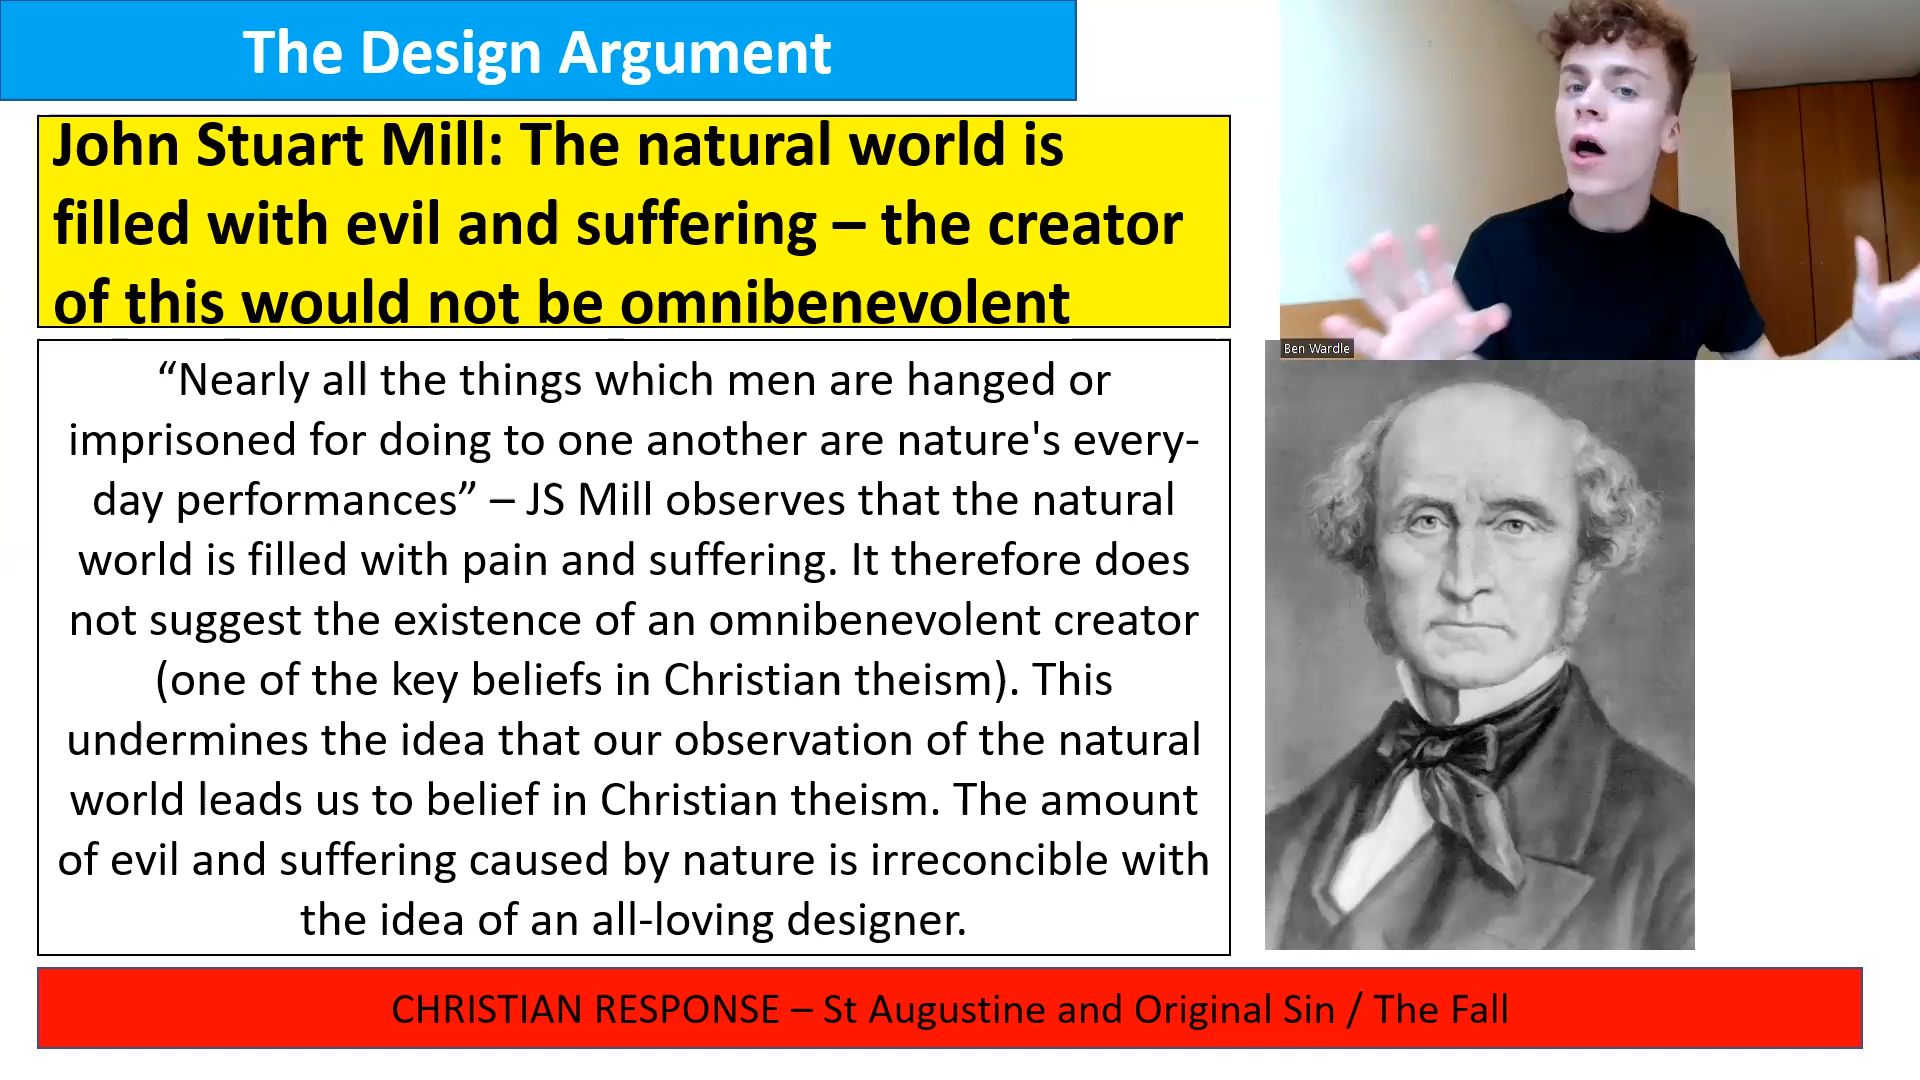 The Design Argument
John Stuart Mill: The natural world is
filled with evil and suffering – the creator
of this would not be omnibenevolent
“Nearly all the things which men are hanged or
imprisoned for doing to one another are nature's every-
day performances” – JS Mill observes that the natural
world is filled with pain and suffering. It therefore does
not suggest the existence of an omnibenevolent creator
(one of the key beliefs in Christian theism). This
undermines the idea that our observation of the natural
world leads us to belief in Christian theism. The amount
of evil and suffering caused by nature is irreconcible with
the idea of an all-loving designer.
Ben Wardle
CHRISTIAN RESPONSE – St Augustine and Original Sin / The Fall